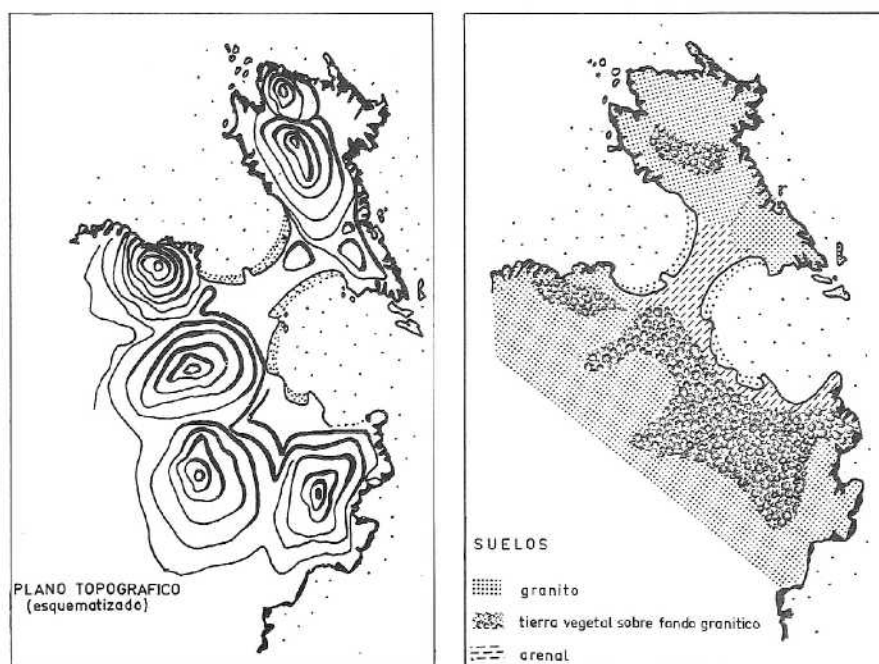 PLANO TOPOGRAFICO
(esquematizado)
SUELOS
granito
tierra vegetal sobre fondo granitico
arenal